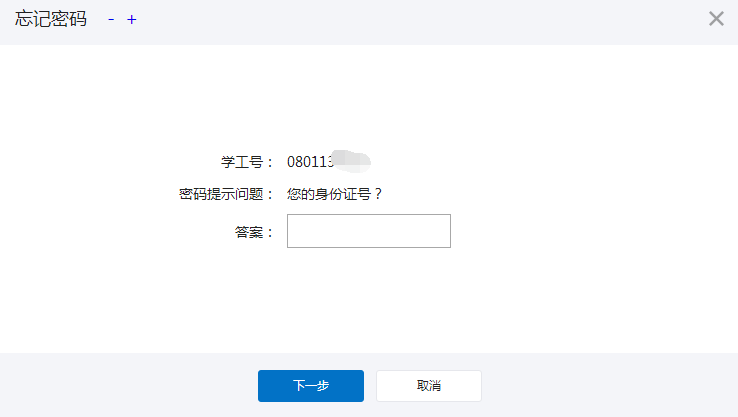 忘记密码 - +
学工号： 080113
密码提示问题： 您的身份证号？
答案：
下一步 取消